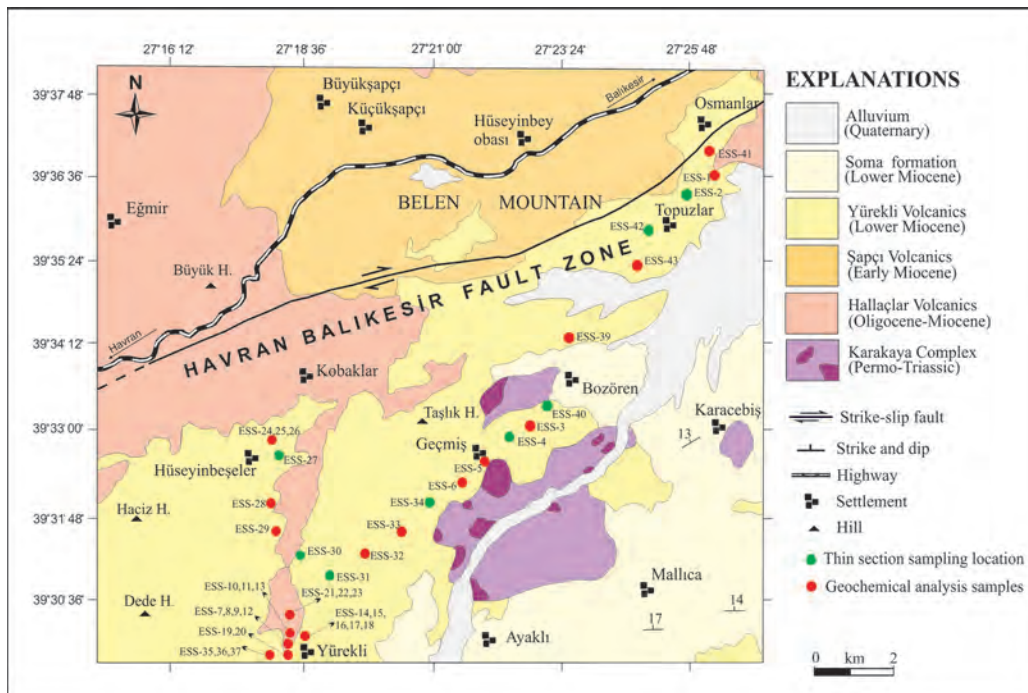 27°16'12
27°18'36
27°21'00
27°23'24
27°25'48
39°37'48
39°36'36
39°35'24
39°34'12
39°33'00
39°31'48
39°30'36
N
Büyükşapçı
Küçükşapçı
Hüseyinbey
obası
Balıkesir
Osmanlar
ESS-41
ESS-1
ESS-2
Eğmir
BELEN MOUNTAIN
Topuzlar
ESS-42
ESS-43
Büyük H.
HAVRAN BALIKESİR FAULT ZONE
Havran
ESS-39
Kobaklar
Bozören
Taşlık H.
ESS-40
Karacebiş
ESS-3
13
ESS-24,25,26
ESS-4
Geçmiş
Hüseyinbeşeler
ESS-27
ESS-5
ESS-6
ESS-28
ESS-34
Haciz H.
ESS-29
ESS-33
ESS-30
ESS-32
ESS-31
Mallıca
ESS-10,11,13
ESS-21,22,23
Dede H.
ESS-7,8,9,12
ESS-14,15,
16,17,18
14
17
ESS-19,20
ESS-35,36,37
Yürekli
Ayaklı
EXPLANATIONS
Alluvium
(Quaternary)
Soma formation
(Lower Miocene)
Yürekli Volcanics
(Lower Miocene)
Şapçı Volcanics
(Early Miocene)
Hallaçlar Volcanics
(Oligocene-Miocene)
Karakaya Complex
(Permo-Triassic)
Strike-slip fault
Strike and dip
Highway
Settlement
Hill
Thin section sampling location
Geochemical analysis samples
0 km 2